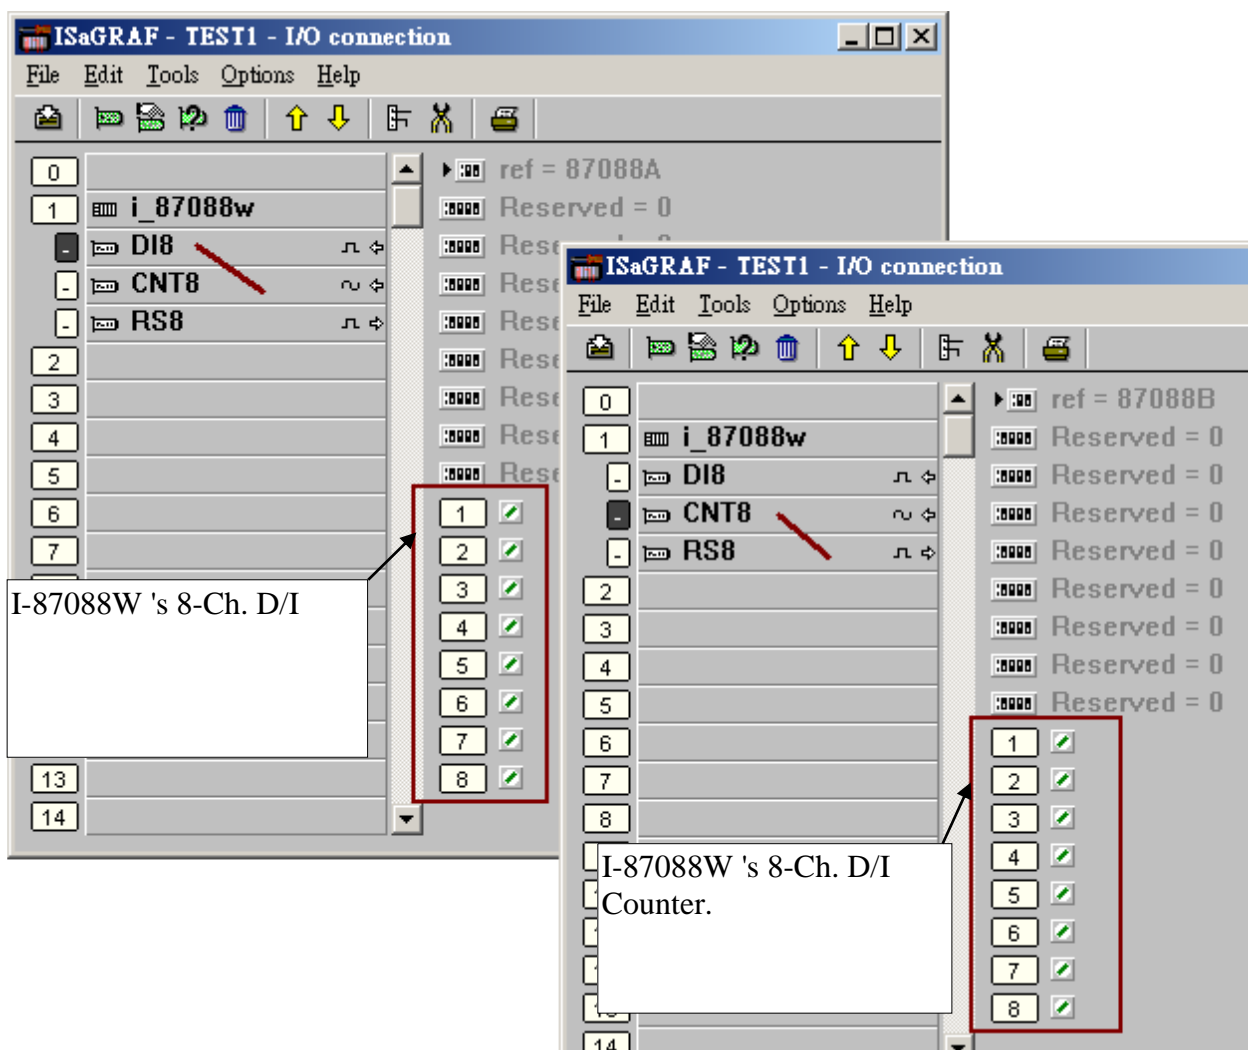 ISaGRAF - TEST1 - I/O connection
File Edit Tools Options Help
0
1 i_87088w
- DI8
- CNT8
- RS8
2
3
4
5
6
7
13
14
ref = 87088A
Reserved = 0
1
2
3
4
5
6
7
8
I-87088W 's 8-Ch. D/I
ISaGRAF - TEST1 - I/O connection
File Edit Tools Options Help
0
1 i_87088w
- DI8
- CNT8
- RS8
2
3
4
5
6
7
8
14
ref = 87088B
Reserved = 0
Reserved = 0
Reserved = 0
Reserved = 0
Reserved = 0
Reserved = 0
Reserved = 0
Reserved = 0
1
2
3
4
5
6
7
8
I-87088W 's 8-Ch. D/I
Counter.